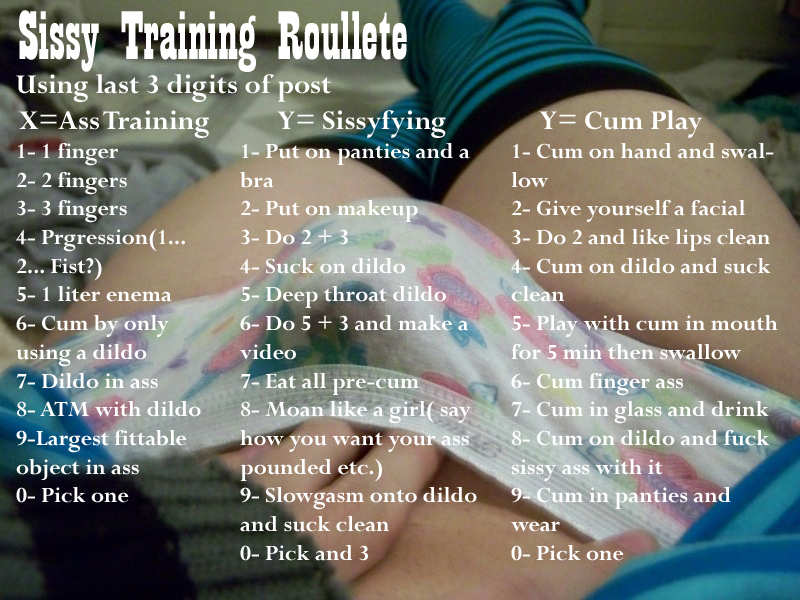 Sissy Training Roullete
Using last 3 digits of post
X=Ass Training
1- 1 finger
2- 2 fingers
3- 3 fingers
4- Prgression(1...
2... Fist?)
5- 1 liter enema
6- Cum by only
using a dildo
7- Dildo in ass
8- ATM with dildo
9-Largest fittable
object in ass
0- Pick one
Y= Sissyfying
1- Put on panties and a
bra
2- Put on makeup
3- Do 2 + 3
4- Suck on dildo
5- Deep throat dildo
6- Do 5 + 3 and make a
video
7- Eat all pre-cum
8- Moan like a girl( say
how you want your ass
pounded etc.)
9- Slowgasm onto dildo
and suck clean
0- Pick and 3
Y= Cum Play
1- Cum on hand and swal-
low
2- Give yourself a facial
3- Do 2 and like lips clean
4- Cum on dildo and suck
clean
5- Play with cum in mouth
for 5 min then swallow
6- Cum finger ass
7- Cum in glass and drink
8- Cum on dildo and fuck
sissy ass with it
9- Cum in panties and
wear
0- Pick one